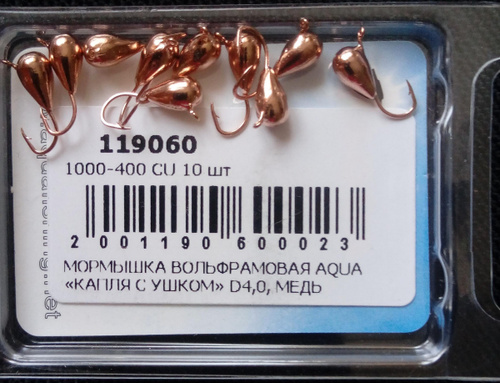 119060
1000-400 CU 10 шт
2 001190 600023
МОРМЫШКА ВОЛЬФРАМОВАЯ AQUA
«КАПЛЯ С УШКОМ» D4,0, МЕДЬ